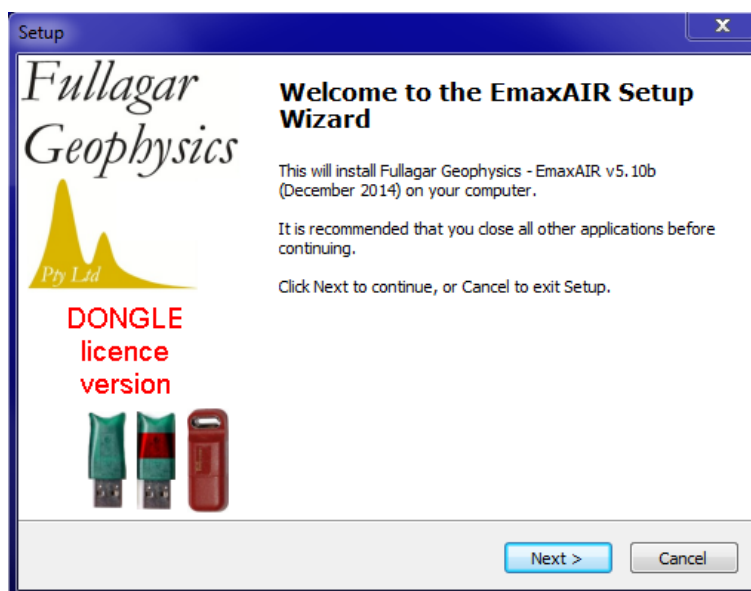 Setup
Fullagar
Geophysics
Pty Ltd
DONGLE
licence
version
Welcome to the EmaxAIR Setup
Wizard
This will install Fullagar Geophysics - EmaxAIR v5.10b
(December 2014) on your computer.
It is recommended that you close all other applications before
continuing.
Click Next to continue, or Cancel to exit Setup.
Next >
Cancel